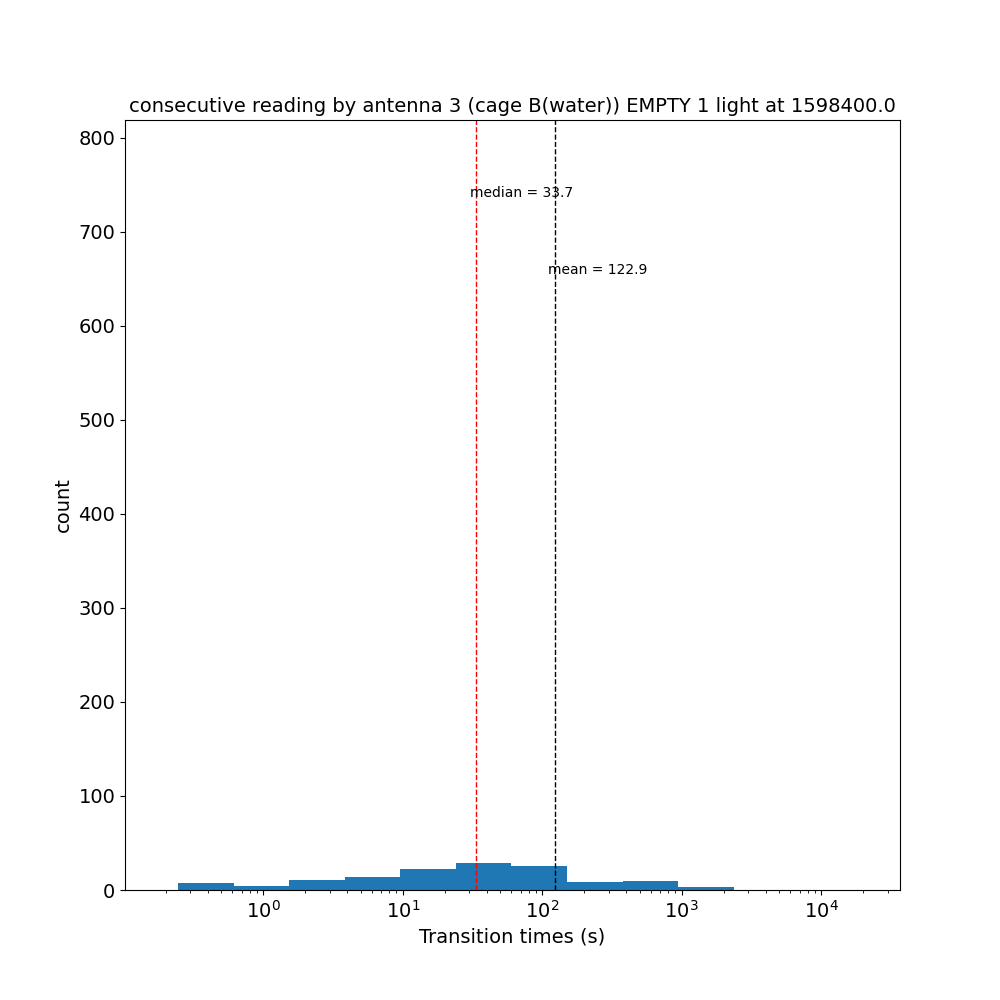 consecutive reading by antenna 3 (cage B(water)) EMPTY 1 light at 1598400.0
800
median = 33.7
700
mean = 122.9
600
500
count
400
300
200
100
0
10⁰ 10¹ 10² 10³ 10⁴
Transition times (s)